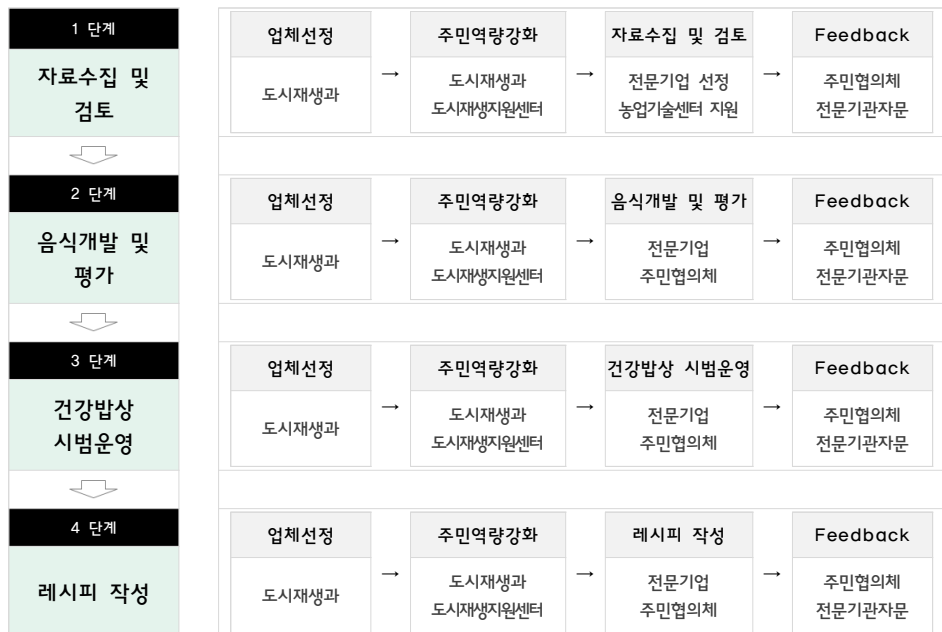 1 단계
자료수집 및
검토
업체선정
도시재생과
→
주민역량강화
도시재생과
도시재생지원센터
→
자료수집 및 검토
전문기업 선정
농업기술센터 지원
→
Feedback
주민협의체
전문기관자문
2 단계
음식개발 및
평가
업체선정
도시재생과
→
주민역량강화
도시재생과
도시재생지원센터
→
음식개발 및 평가
전문기업
주민협의체
→
Feedback
주민협의체
전문기관자문
3 단계
건강밥상
시범운영
업체선정
도시재생과
→
주민역량강화
도시재생과
도시재생지원센터
→
건강밥상 시범운영
전문기업
주민협의체
→
Feedback
주민협의체
전문기관자문
4 단계
레시피 작성
업체선정
도시재생과
→
주민역량강화
도시재생과
도시재생지원센터
→
레시피 작성
전문기업
주민협의체
→
Feedback
주민협의체
전문기관자문